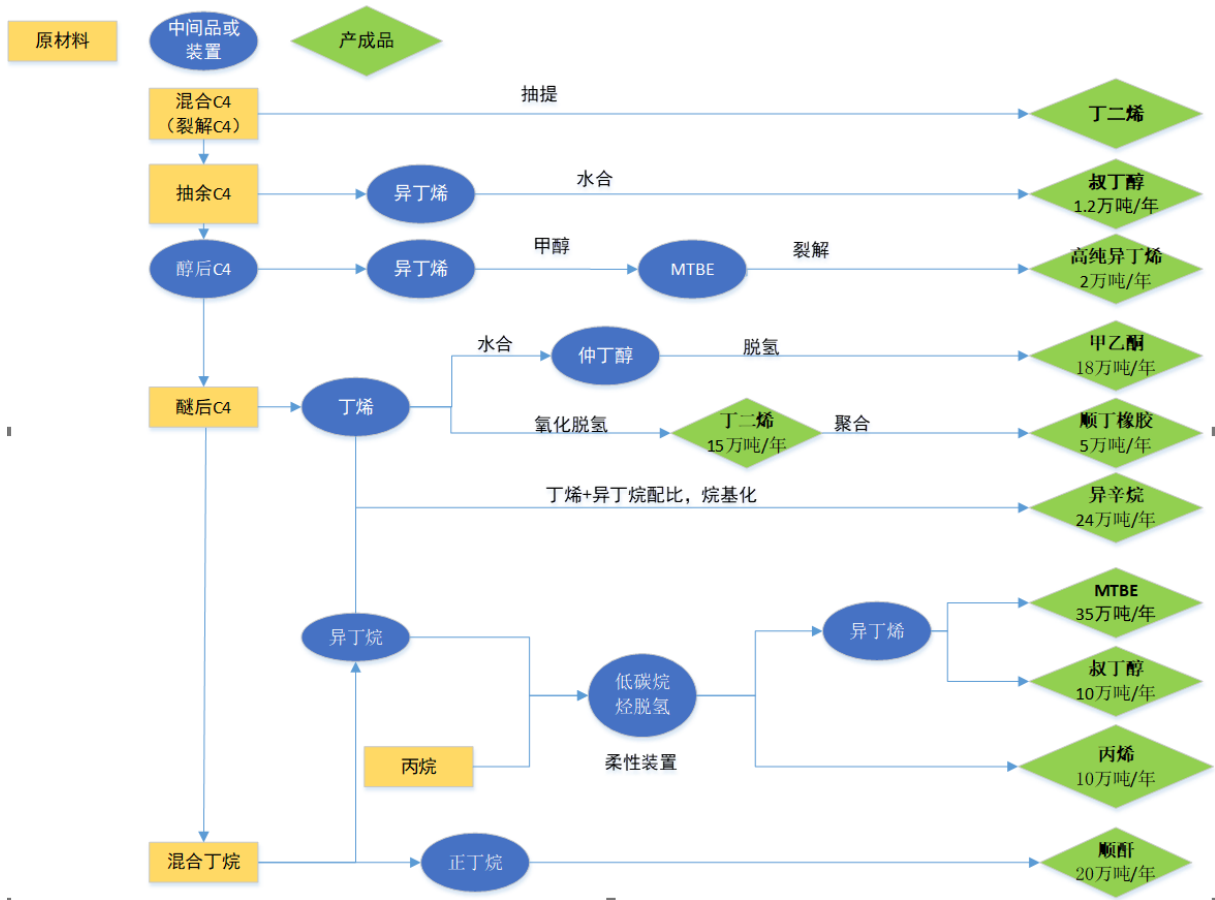 原材料
中间品或
装置
产成品
混合C4
（裂解C4）
抽提
丁二烯
抽余C4
异丁烯
水合
叔丁醇
1.2万吨/年
醇后C4
异丁烯
甲醇
MTBE
裂解
高纯异丁烯
2万吨/年
水合
仲丁醇
脱氢
甲乙酮
18万吨/年
醚后C4
丁烯
氧化脱氢
丁二烯
15万吨/年
聚合
顺丁橡胶
5万吨/年
丁烯+异丁烷配比，烷基化
异辛烷
24万吨/年
异丁烷
低碳烷
烃脱氢
异丁烯
MTBE
35万吨/年
叔丁醇
10万吨/年
丙烷
柔性装置
丙烯
10万吨/年
混合丁烷
正丁烷
顺酐
20万吨/年